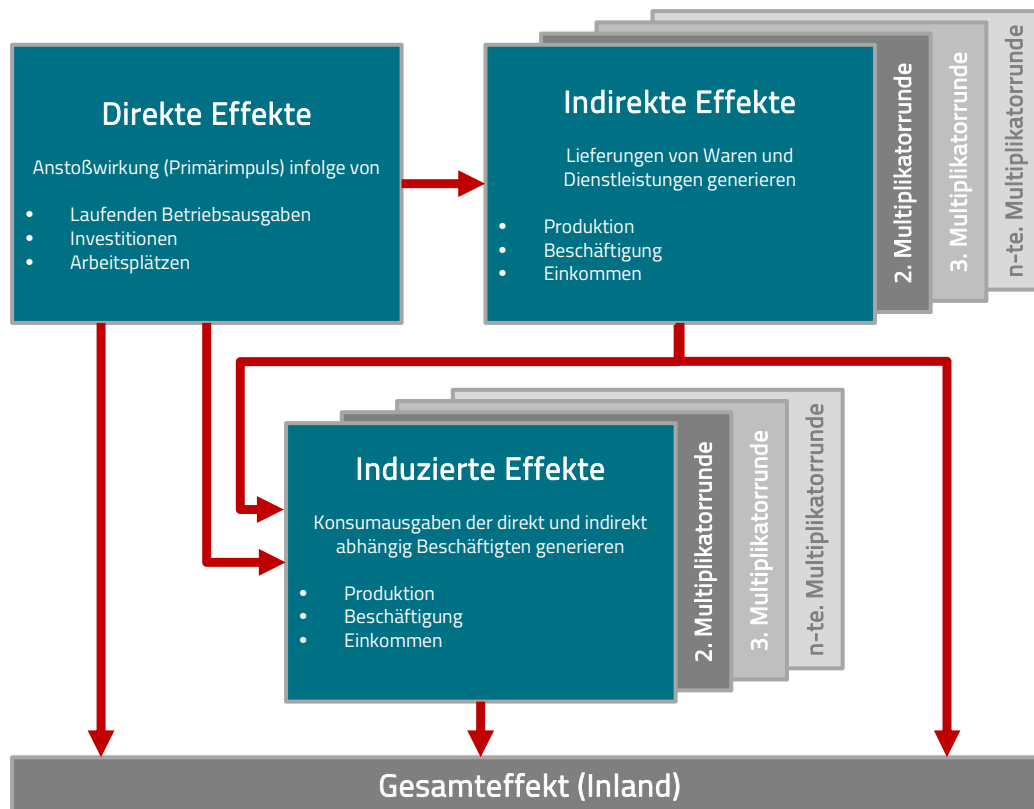 Direkte Effekte
Anstoßwirkung (Primärimpuls) infolge von
• Laufenden Betriebsausgaben
• Investitionen
• Arbeitsplätzen
Indirekte Effekte
Lieferungen von Waren und
Dienstleistungen generieren
• Produktion
• Beschäftigung
• Einkommen
2. Multiplikatorrunde
3. Multiplikatorrunde
n-te. Multiplikatorrunde
Induzierte Effekte
Konsumausgaben der direkt und indirekt
abhängig Beschäftigten generieren
• Produktion
• Beschäftigung
• Einkommen
2. Multiplikatorrunde
3. Multiplikatorrunde
n-te. Multiplikatorrunde
Gesamteffekt (Inland)